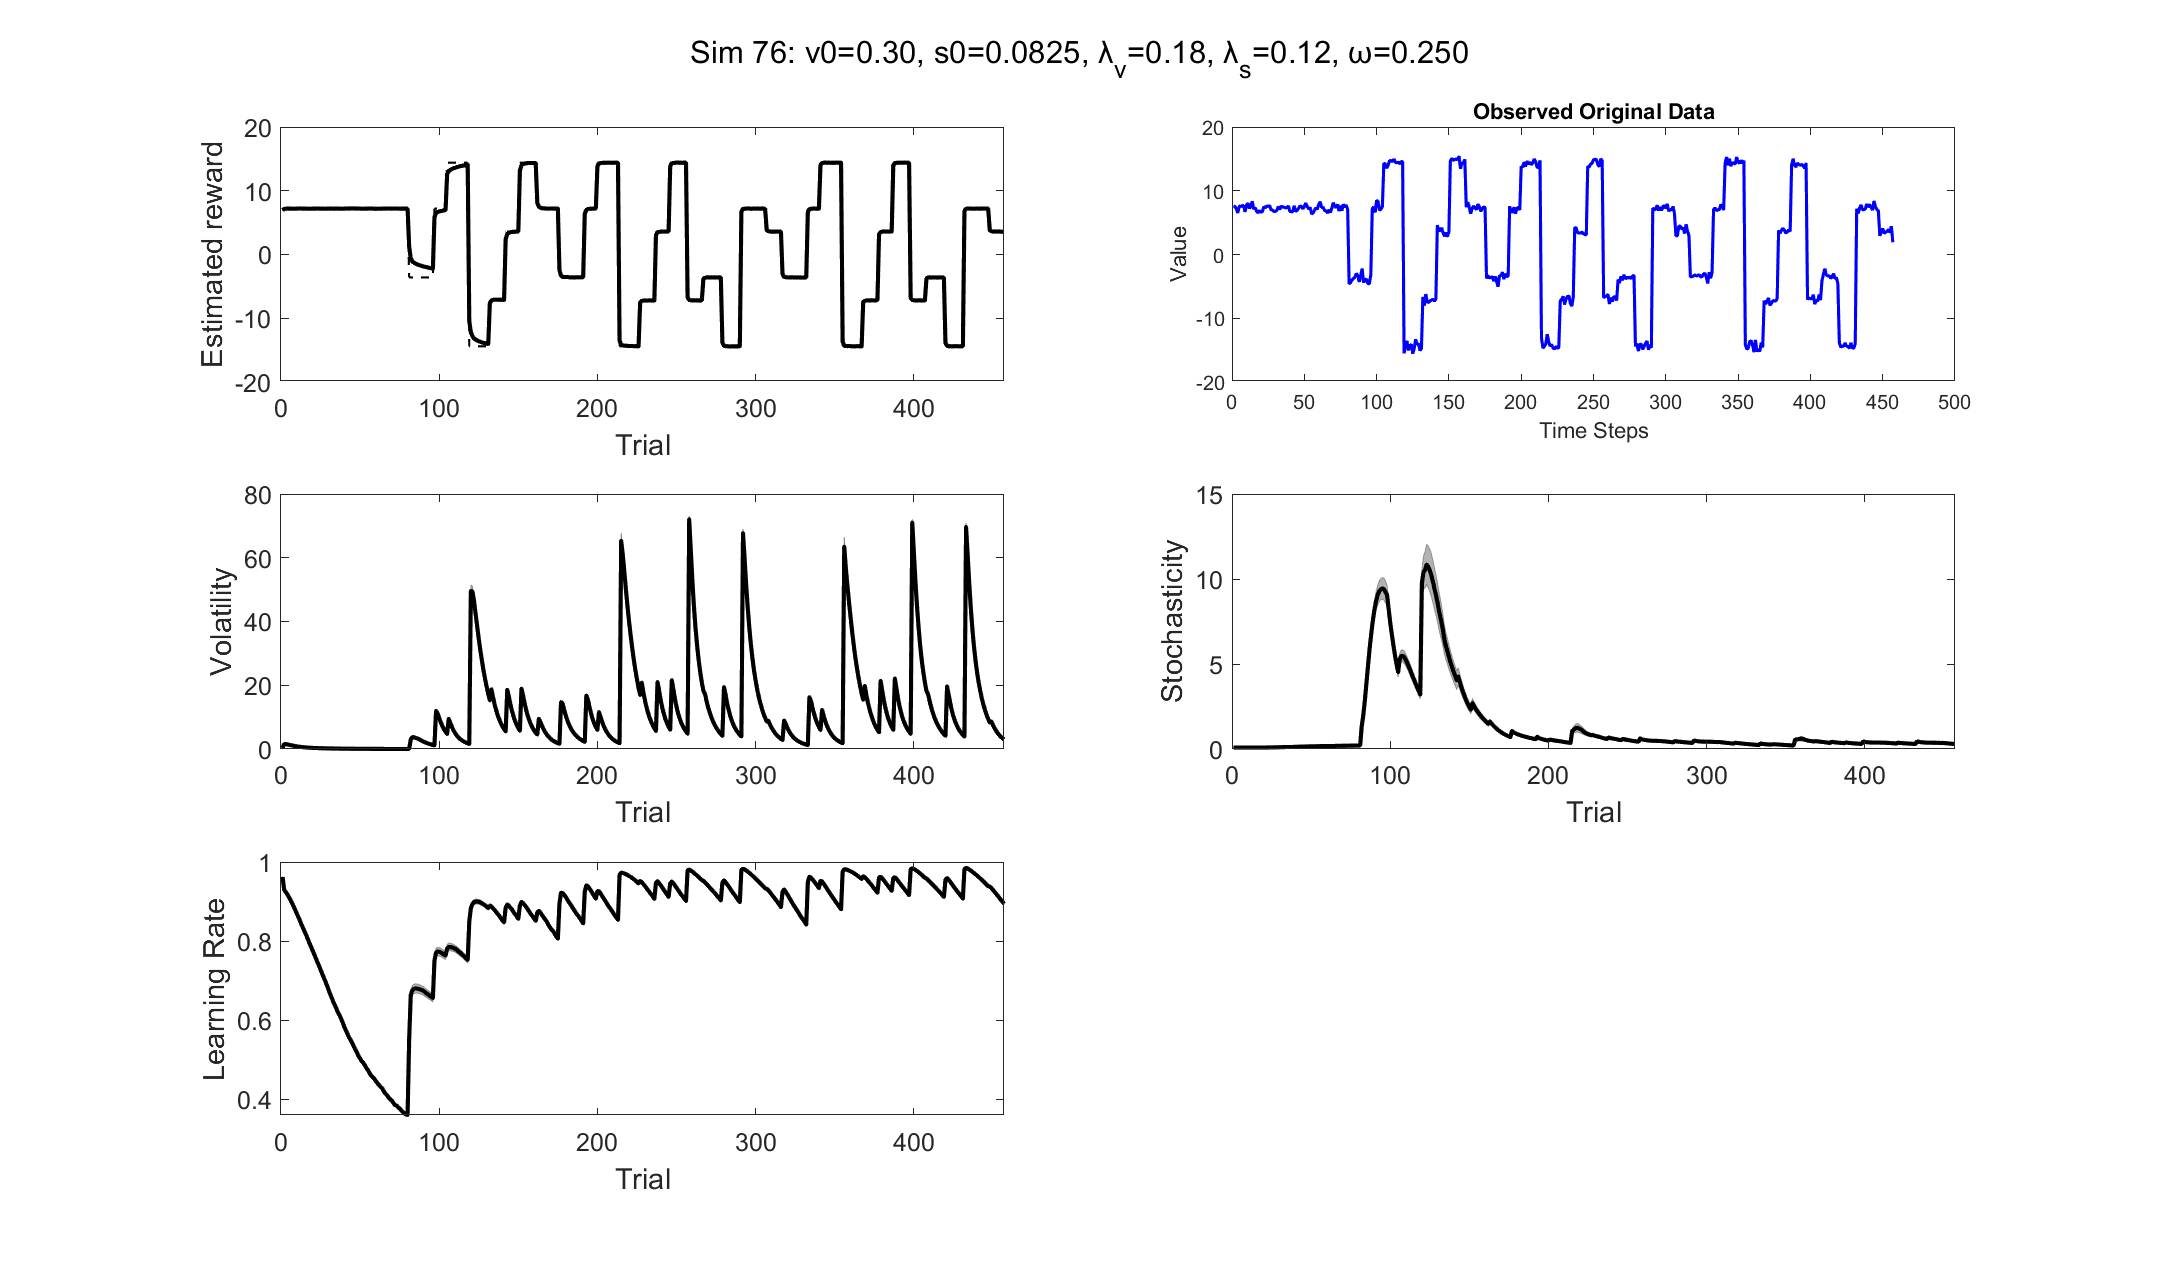 Sim 76: v0=0.30, s0=0.0825, λv=0.18, λs=0.12, ω=0.250
Estimated reward
20
10
0
-10
-20
0 100 200 300 400
Trial
Observed Original Data
Value
20
10
0
-10
-20
0 50 100 150 200 250 300 350 400 450 500
Time Steps
Volatility
80
60
40
20
0
0 100 200 300 400
Trial
Stochasticity
15
10
5
0
0 100 200 300 400
Trial
Learning Rate
1
0.8
0.6
0.4
0 100 200 300 400
Trial